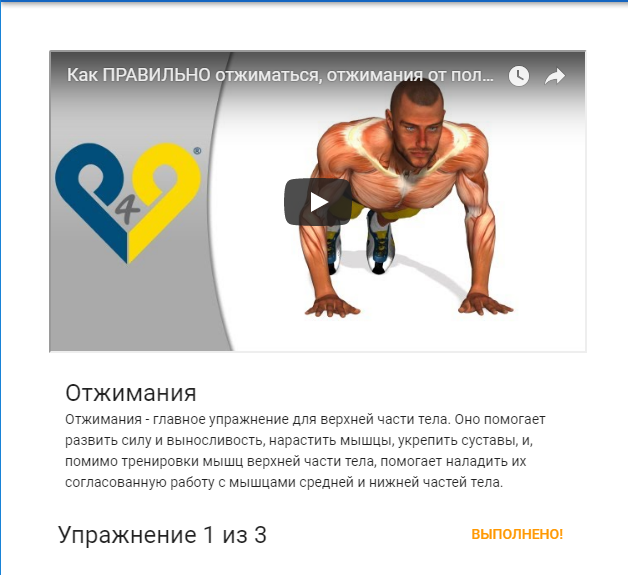 Как ПРАВИЛЬНО отжиматься, отжимания от пол...
®
4
Отжимания
Отжимания - главное упражнение для верхней части тела. Оно помогает
развить силу и выносливость, нарастить мышцы, укрепить суставы, и,
помимо тренировки мышц верхней части тела, помогает наладить их
согласованную работу с мышцами средней и нижней частей тела.
Упражнение 1 из 3
ВЫПОЛНЕНО!